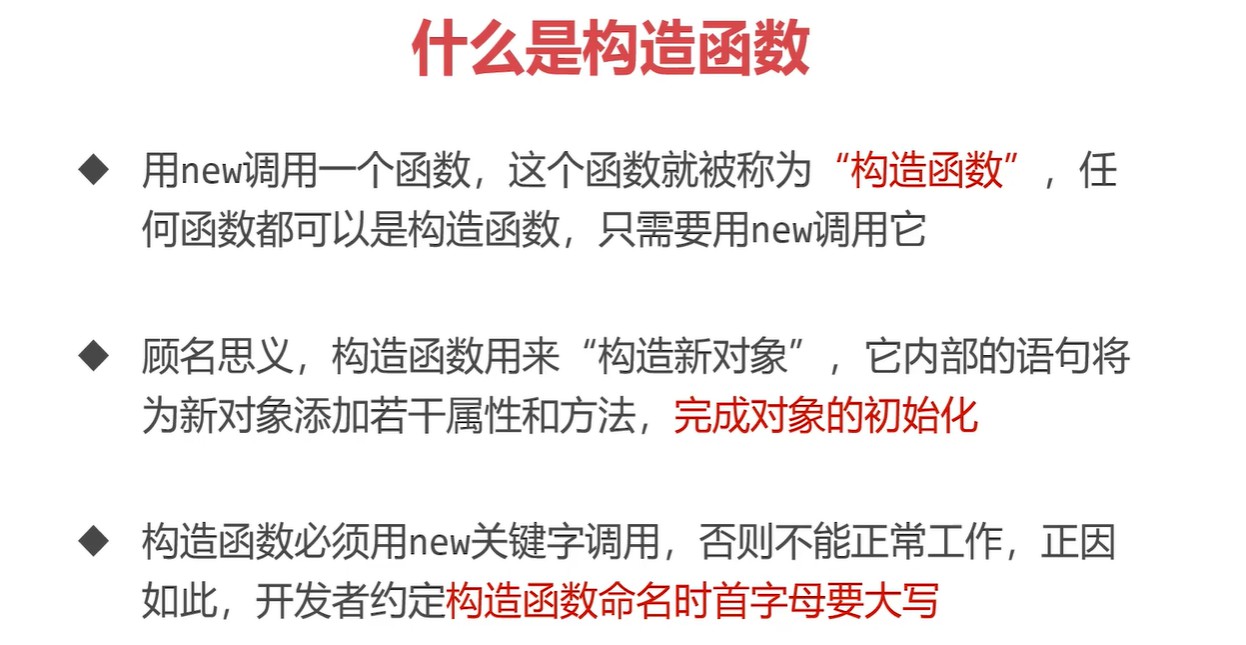 什么是构造函数
◆ 用new调用一个函数，这个函数就被称为“构造函数”，任
何函数都可以是构造函数，只需要用new调用它
◆ 顾名思义，构造函数用来“构造新对象”，它内部的语句将
为新对象添加若干属性和方法，完成对象的初始化
◆ 构造函数必须用new关键字调用，否则不能正常工作，正因
如此，开发者约定构造函数命名时首字母要大写